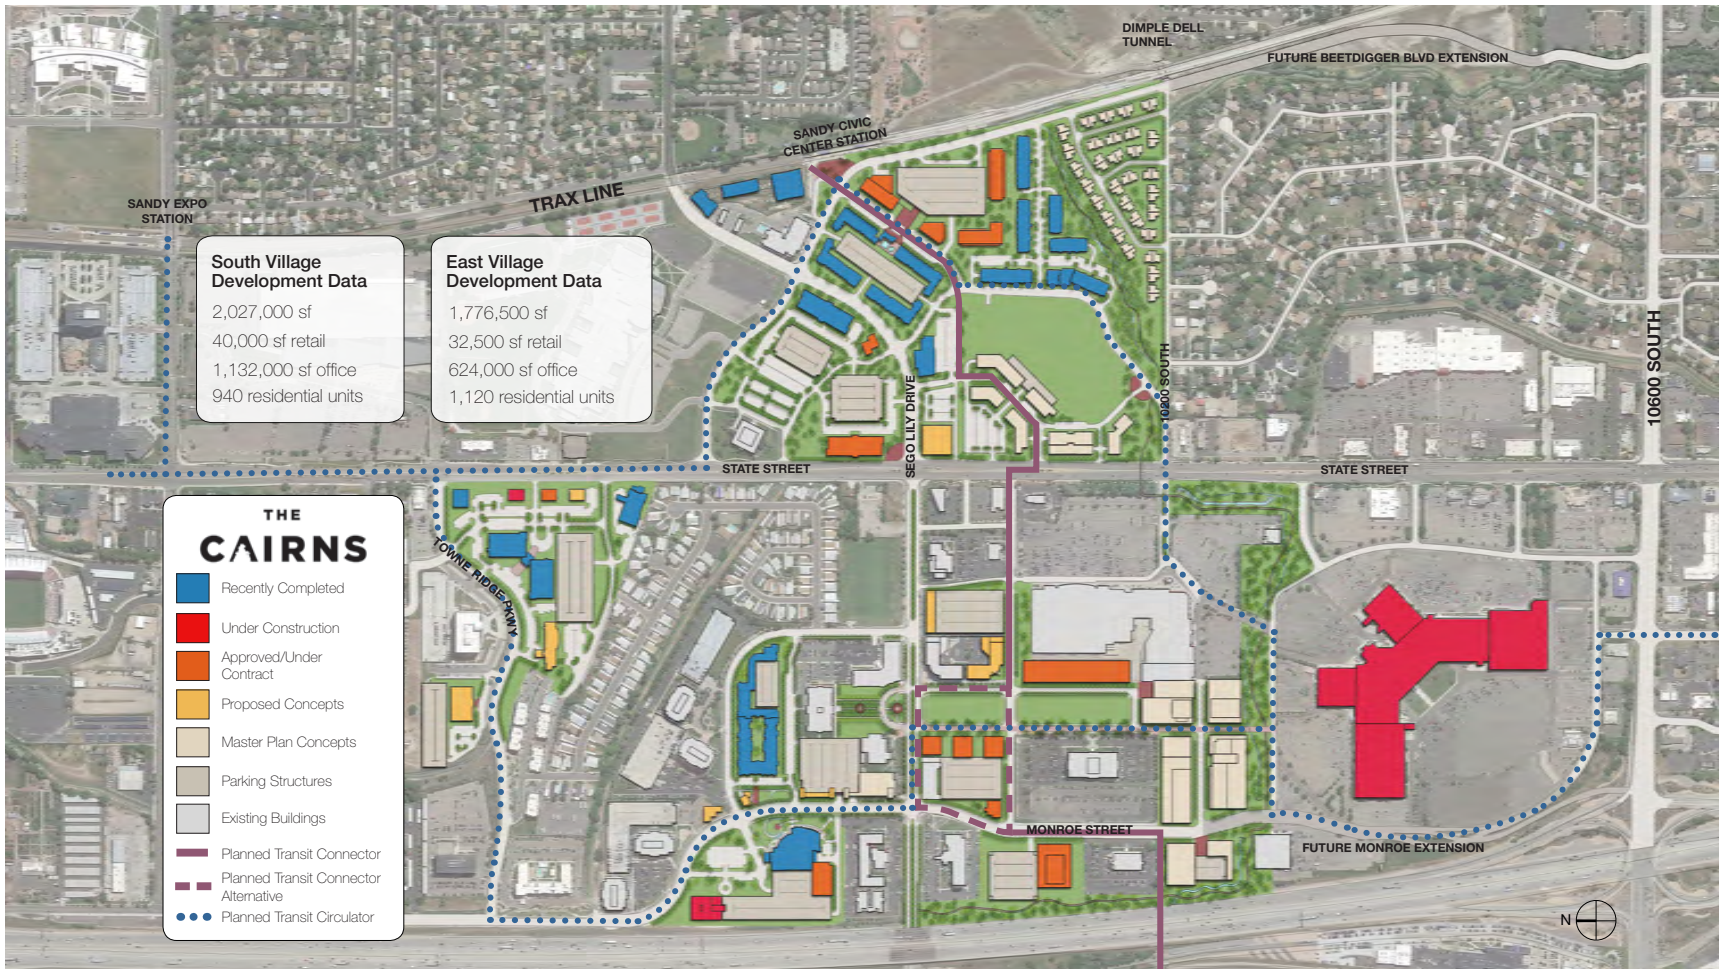 DIMPLE DELL
TUNNEL
FUTURE BEETDIGGER BLVD EXTENSION
SANDY CIVIC
CENTER STATION
TRAX LINE
SANDY EXPO
STATION
South Village
Development Data
2,027,000 sf
40,000 sf retail
1,132,000 sf office
940 residential units
East Village
Development Data
1,776,500 sf
32,500 sf retail
624,000 sf office
1,120 residential units
10600 SOUTH
10200 SOUTH
SEGO LILY DRIVE
STATE STREET
STATE STREET
TOWNE RIDGE PKWY
THE
CAIRNS
Recently Completed
Under Construction
Approved/Under
Contract
Proposed Concepts
Master Plan Concepts
Parking Structures
Existing Buildings
Planned Transit Connector
Planned Transit Connector
Alternative
Planned Transit Circulator
MONROE STREET
FUTURE MONROE EXTENSION
N